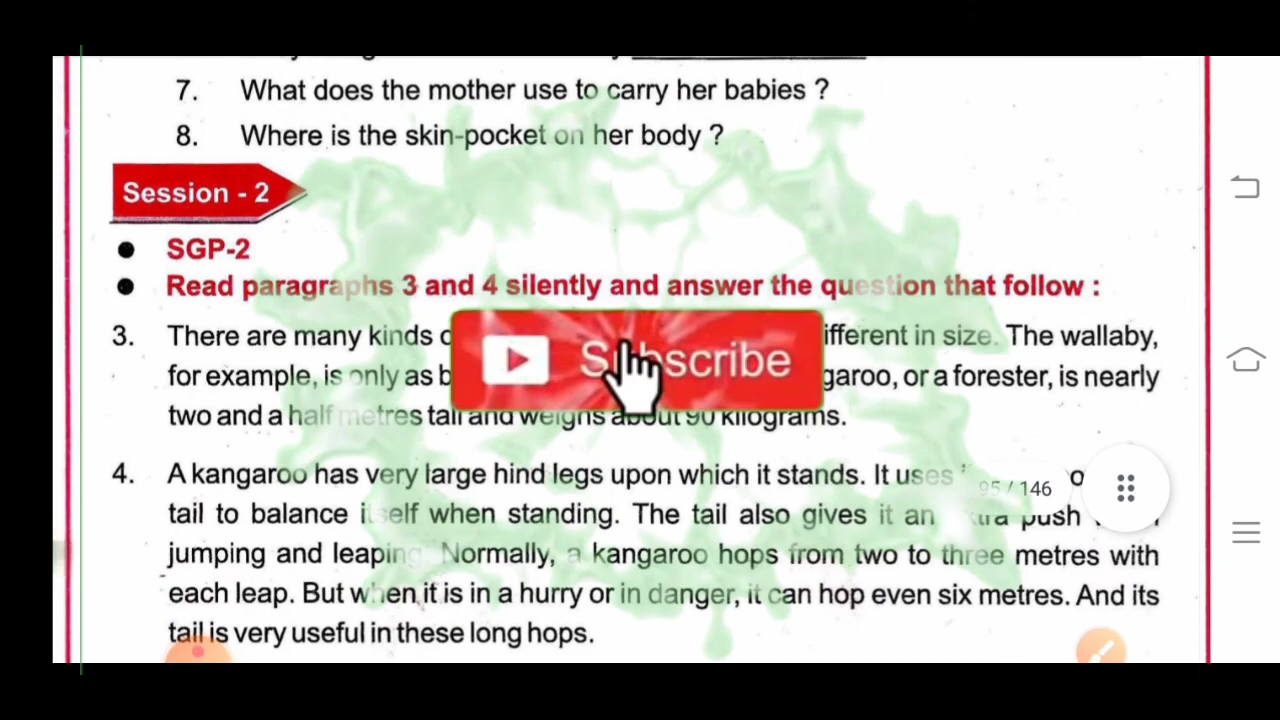 7. What does the mother use to carry her babies ?
8. Where is the skin-pocket on her body ?
Session - 2
● SGP-2
● Read paragraphs 3 and 4 silently and answer the question that follow :
3. There are many kinds ifferent in size. The wallaby,
Subscribe
for example, is only as garoo, or a forester, is nearly
two and a half metres tall and weighs about 90 kilograms.
4. A kangaroo has very large hind legs upon which it stands. It uses
95 / 146
tail to balance itself when standing. The tail also gives it an extra push
jumping and leaping. Normally, a kangaroo hops from two to three metres with
each leap. But when it is in a hurry or in danger, it can hop even six metres. And its
tail is very useful in these long hops.